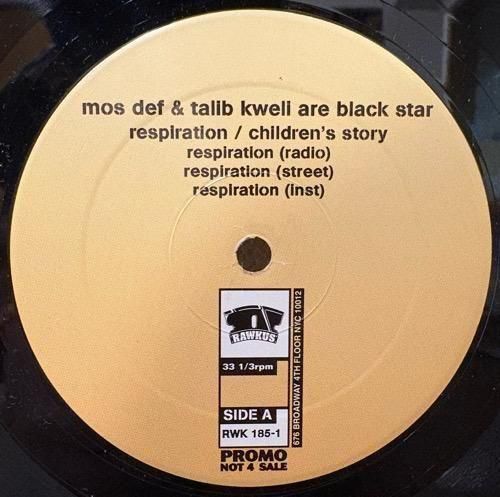 mos def & talib kweli are black star
respiration / children's story
respiration (radio)
respiration (street)
respiration (inst)
RAWKUS
33 1/3rpm
SIDE A
RWK 185-1
676 BROADWAY 4TH FLOOR NYC 10012
PROMO
NOT 4 SALE